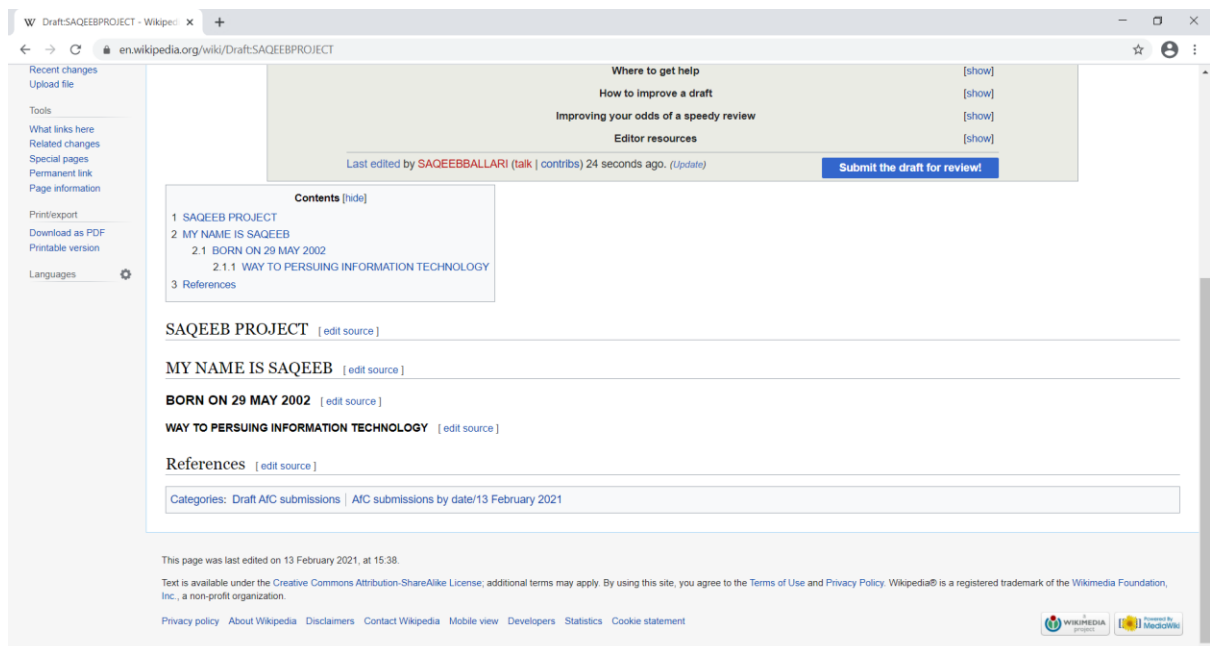 Draft:SAQEEBPROJECT - Wikiped
en.wikipedia.org/wiki/Draft:SAQEEBPROJECT
Recent changes
Upload file
Tools
What links here
Related changes
Special pages
Permanent link
Page information
Print/export
Download as PDF
Printable version
Languages
Where to get help [show]
How to improve a draft [show]
Improving your odds of a speedy review [show]
Editor resources [show]
Last edited by SAQEEBBALLARI (talk | contribs) 24 seconds ago. (Update)
Submit the draft for review!
Contents [hide]
1 SAQEEB PROJECT
2 MY NAME IS SAQEEB
2.1 BORN ON 29 MAY 2002
2.1.1 WAY TO PERSUING INFORMATION TECHNOLOGY
3 References
SAQEEB PROJECT [ edit source ]
MY NAME IS SAQEEB [ edit source ]
BORN ON 29 MAY 2002 [ edit source ]
WAY TO PERSUING INFORMATION TECHNOLOGY [ edit source ]
References [ edit source ]
Categories: Draft AfC submissions | AfC submissions by date/13 February 2021
This page was last edited on 13 February 2021, at 15:38.
Text is available under the Creative Commons Attribution-ShareAlike License; additional terms may apply. By using this site, you agree to the Terms of Use and Privacy Policy. Wikipedia® is a registered trademark of the Wikimedia Foundation,
Inc., a non-profit organization.
Privacy policy About Wikipedia Disclaimers Contact Wikipedia Mobile view Developers Statistics Cookie statement
WIKIMEDIA
project
Powered By
MediaWiki